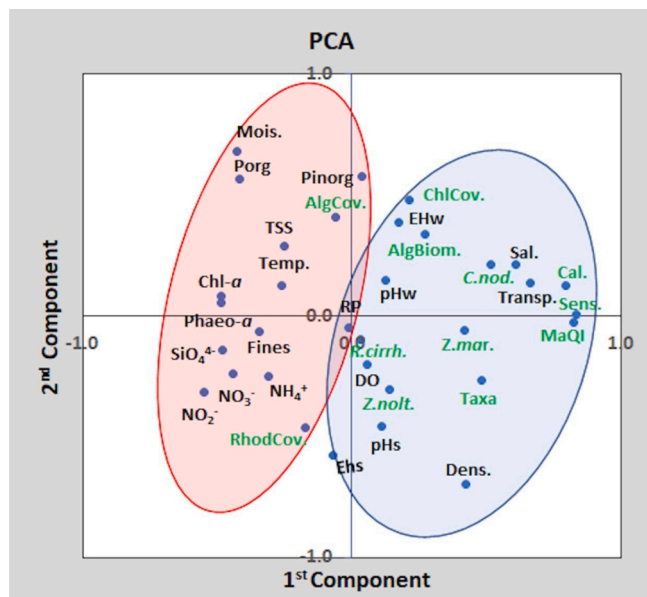 PCA
1.0
Mois.
Porg
Pinorg
AlgCov.
ChlCov.
EHw
TSS
AlgBiom.
Sal.
Temp.
C.nod.
Cal.
pHw
Transp.
Chl-a
Sens.
Phaeo-a
RP
-1.0
0.0
1.0
MaQI
Fines
R.cirrh.
Z.mar.
SiO₄⁴⁻
DO
NH₄⁺
NO₃⁻
Z.nolt.
Taxa
NO₂⁻
RhodCov.
pHs
Ehs
Dens.
-1.0
1st Component
2nd Component